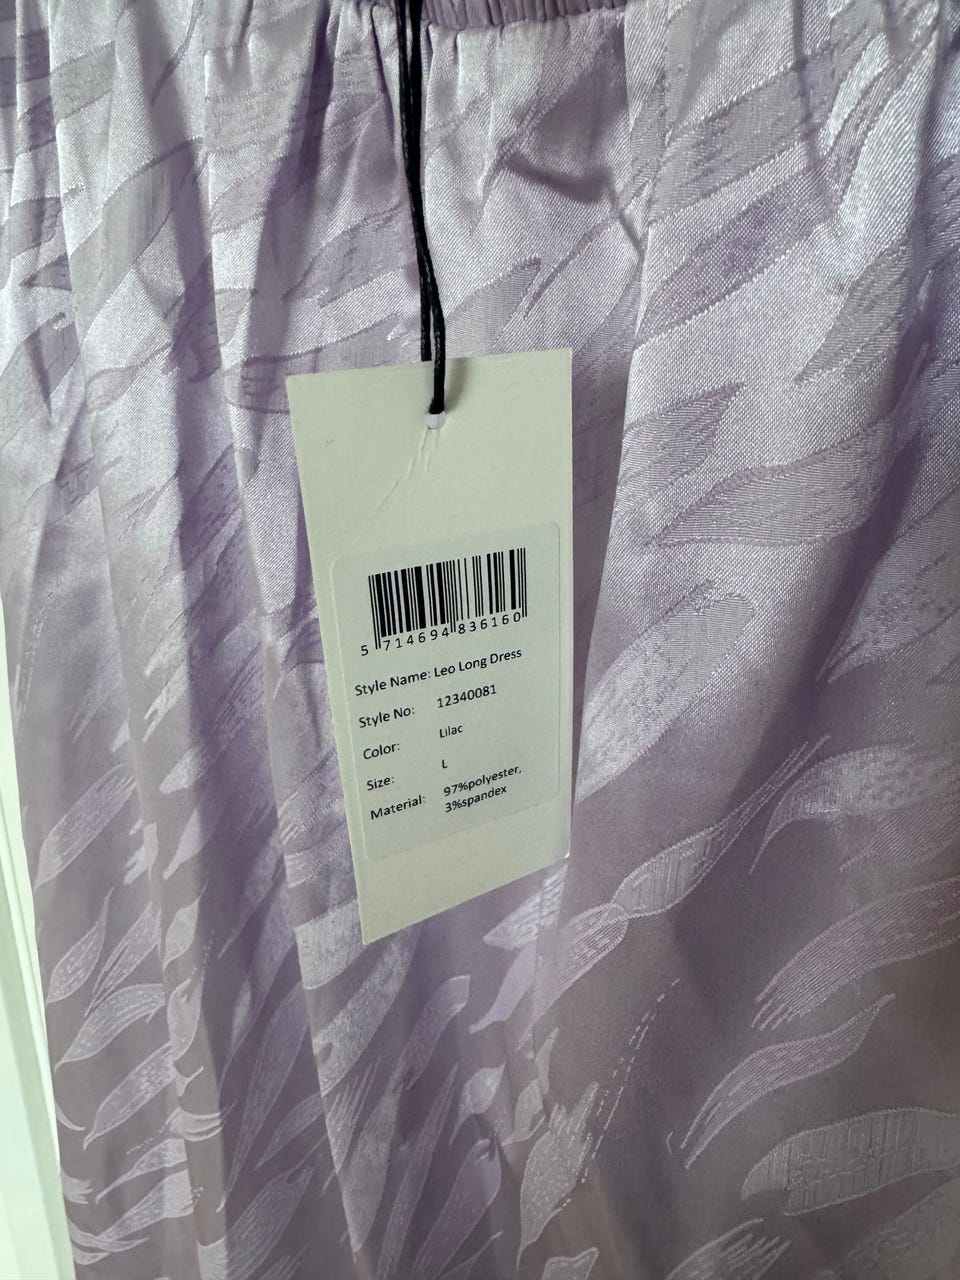 5 714694 836160
Style Name: Leo Long Dress
Style No: 12340081
Color: Lilac
Size: L
Material: 97%polyester,
3%spandex